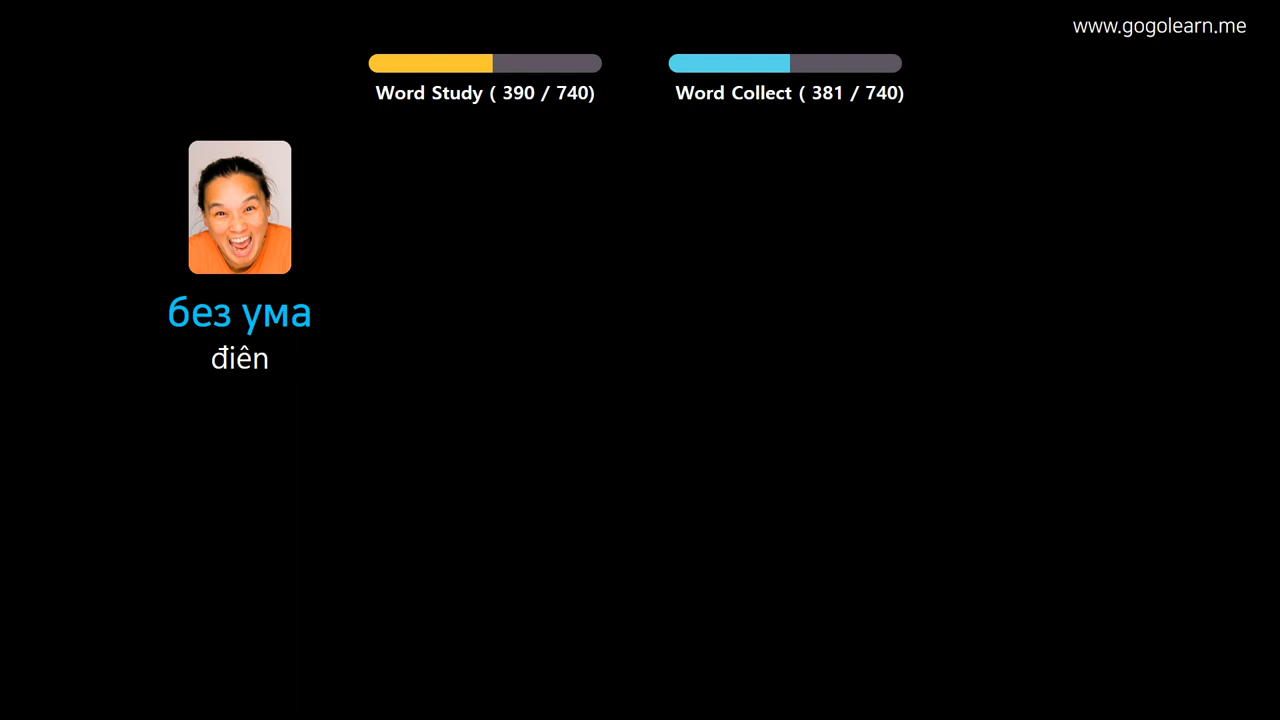 www.gogolearn.me
Word Study ( 390 / 740)
Word Collect ( 381 / 740)
без ума
điên